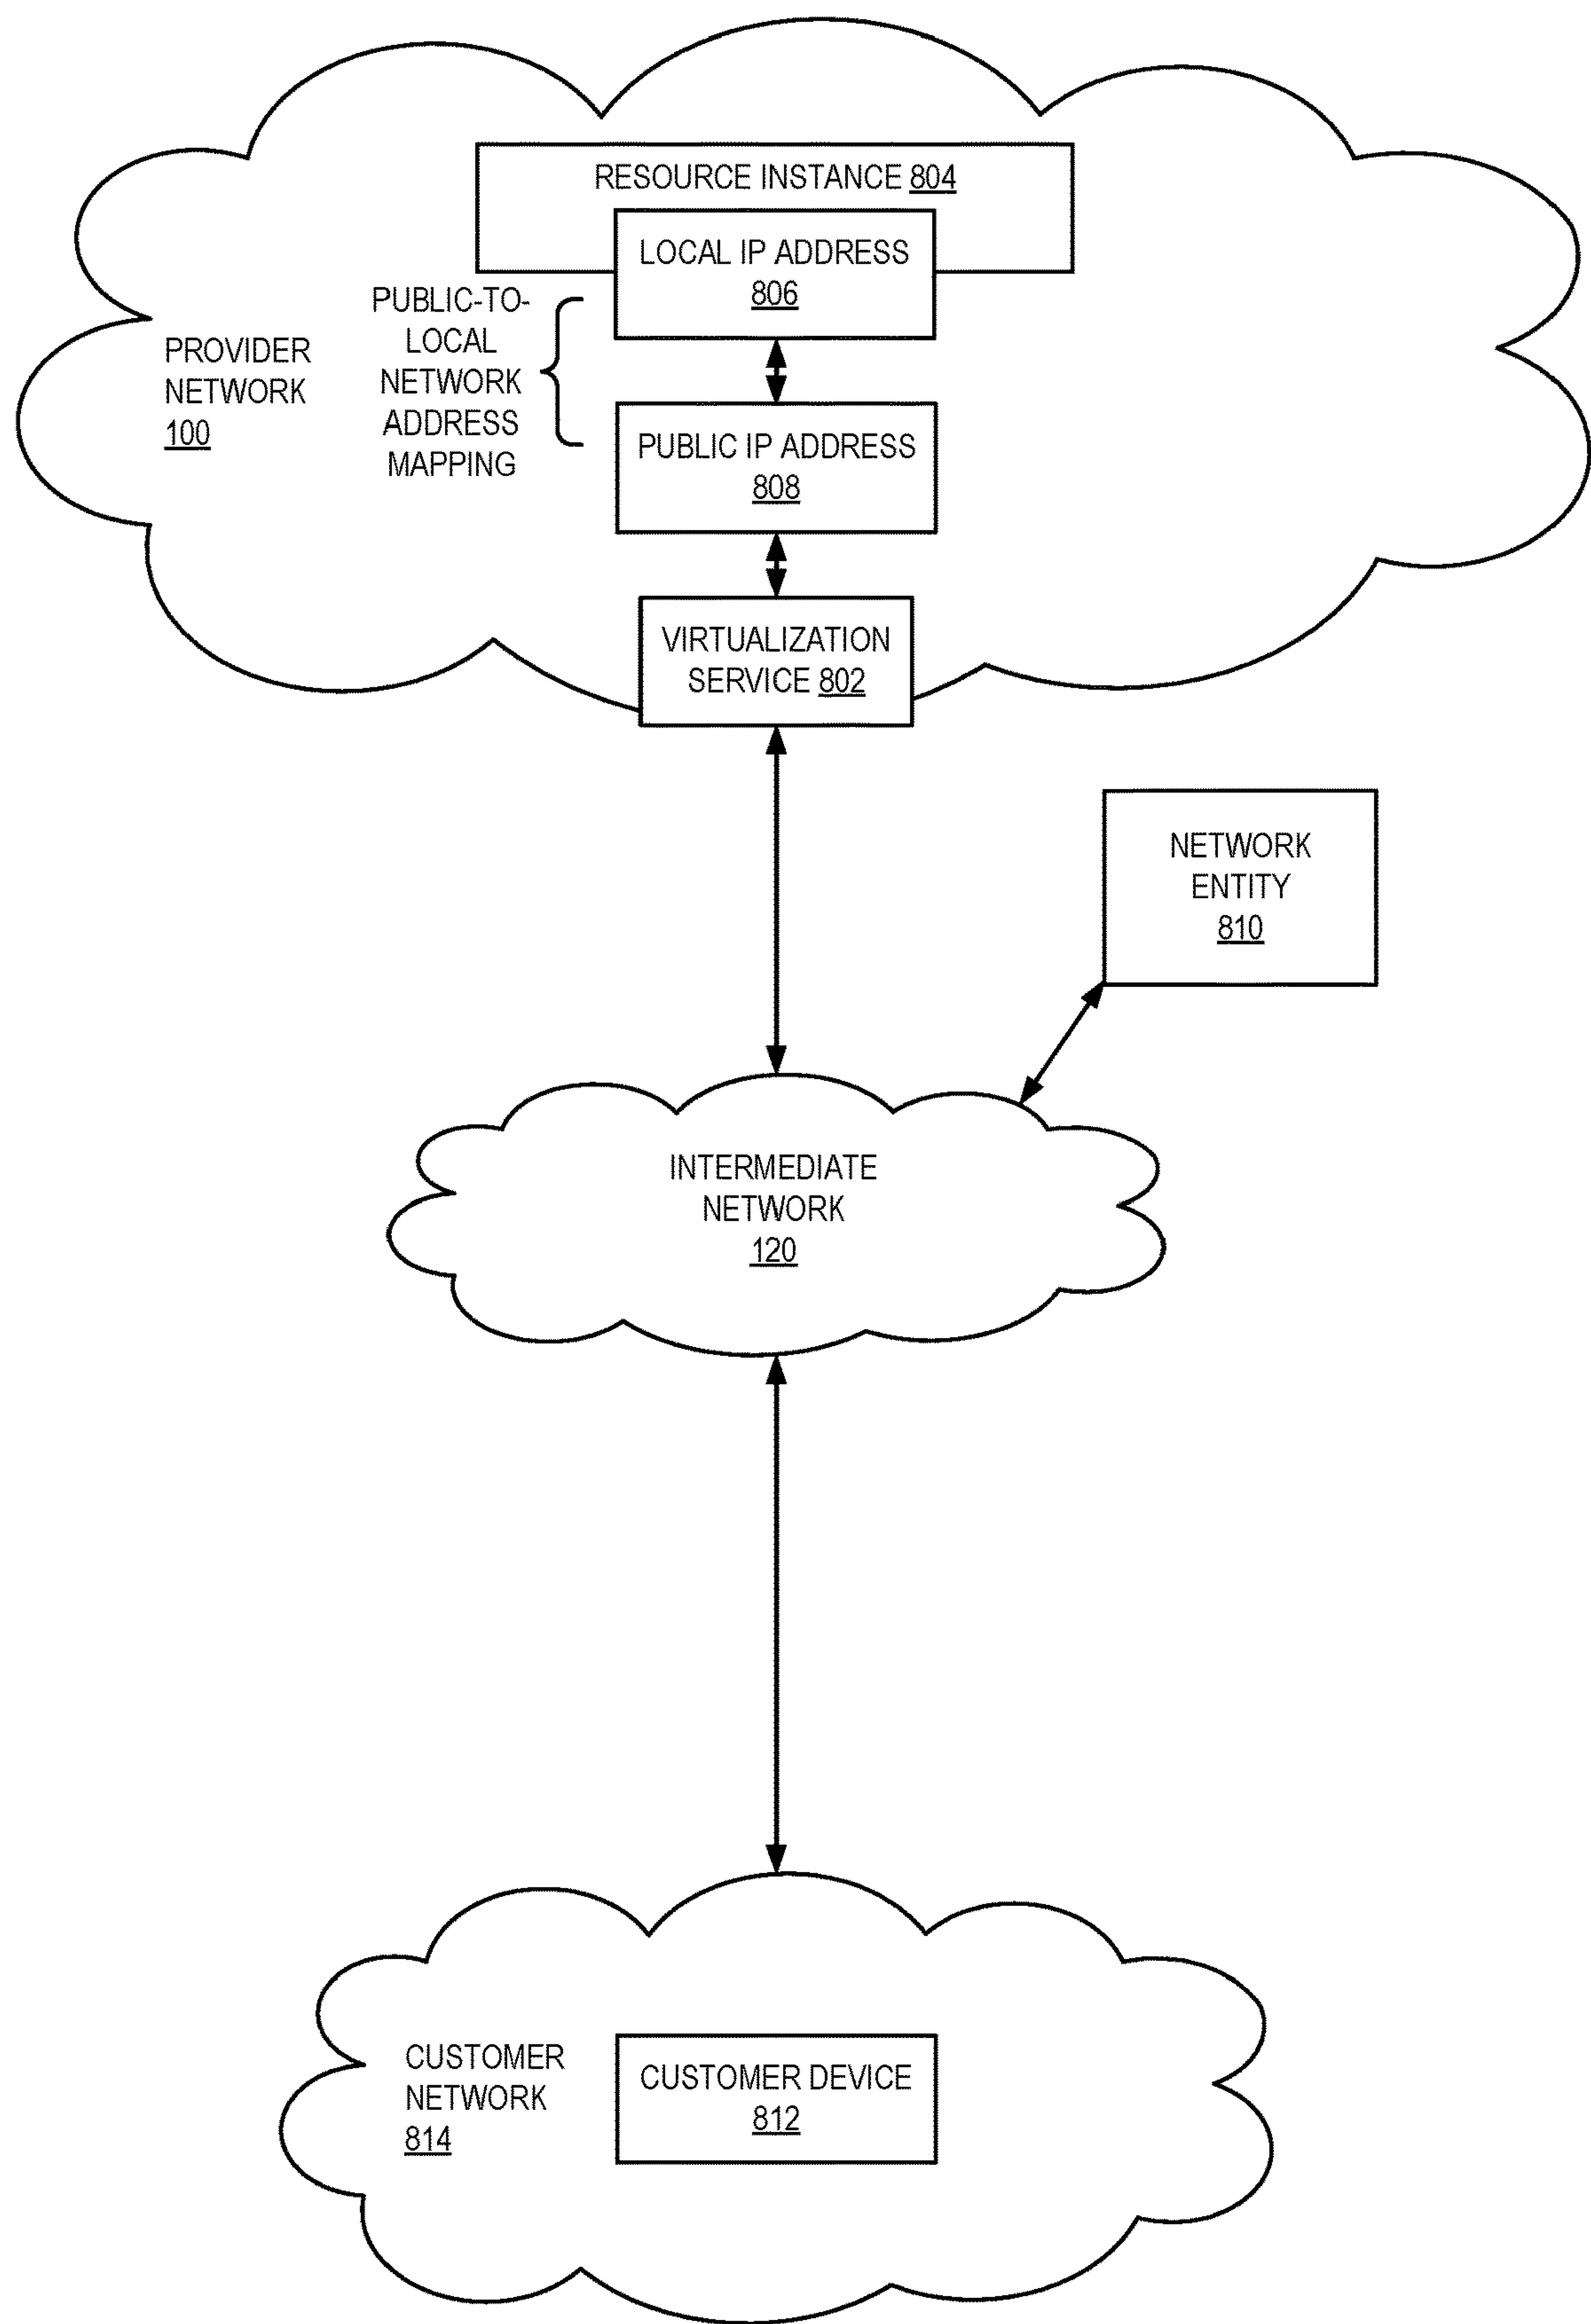 RESOURCE INSTANCE 804
LOCAL IP ADDRESS
806
PUBLIC-TO-
LOCAL
NETWORK
ADDRESS
MAPPING
PROVIDER
NETWORK
100
PUBLIC IP ADDRESS
808
VIRTUALIZATION
SERVICE 802
NETWORK
ENTITY
810
INTERMEDIATE
NETWORK
120
CUSTOMER
NETWORK
814
CUSTOMER DEVICE
812